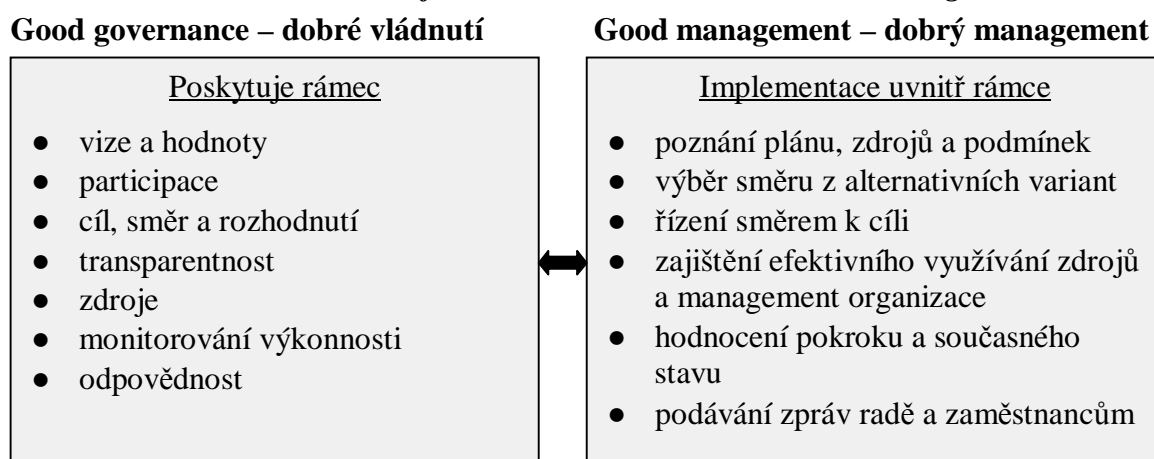 Good governance – dobré vládnutí
Poskytuje rámec
● vize a hodnoty
● participace
● cíl, směr a rozhodnutí
● transparentnost
● zdroje
● monitorování výkonnosti
● odpovědnost
Good management – dobrý management
Implementace uvnitř rámce
● poznání plánu, zdrojů a podmínek
● výběr směru z alternativních variant
● řízení směrem k cíli
● zajištění efektivního využívání zdrojů
a management organizace
● hodnocení pokroku a současného
stavu
● podávání zpráv radě a zaměstnancům